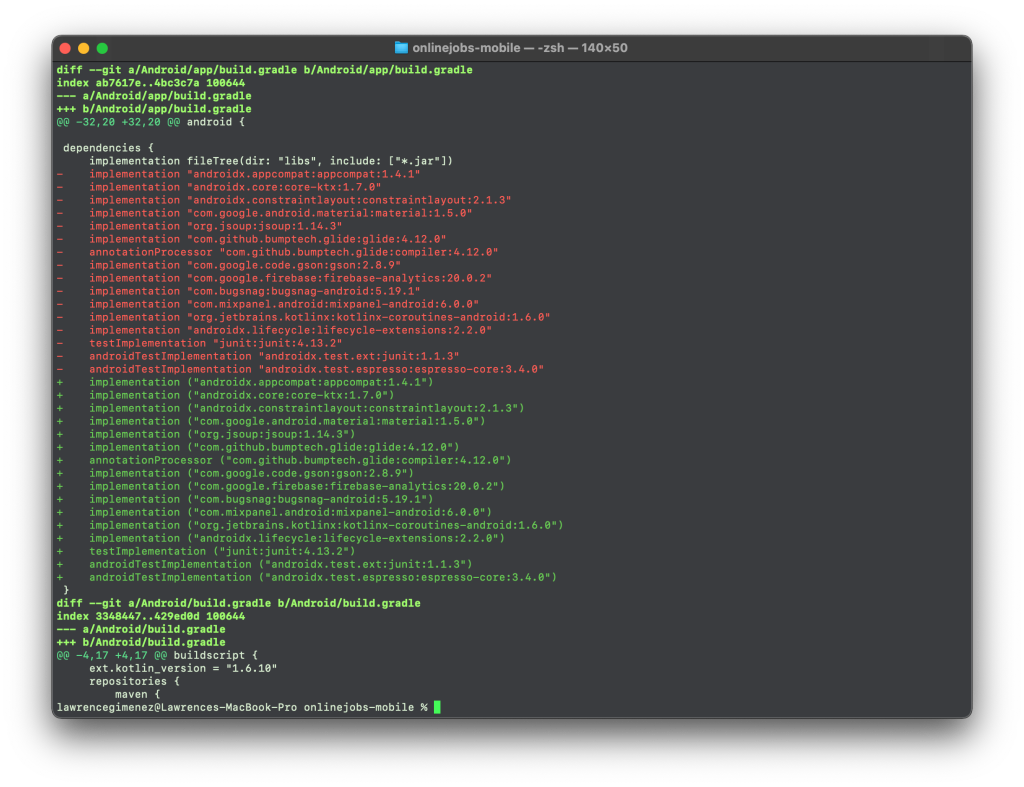 onlinejobs-mobile — -zsh — 140×50
diff --git a/Android/app/build.gradle b/Android/app/build.gradle
index ab7617e..4bc3c7a 100644
--- a/Android/app/build.gradle
+++ b/Android/app/build.gradle
@@ -32,20 +32,20 @@ android {

 dependencies {
     implementation fileTree(dir: "libs", include: ["*.jar"])
-    implementation "androidx.appcompat:appcompat:1.4.1"
-    implementation "androidx.core:core-ktx:1.7.0"
-    implementation "androidx.constraintlayout:constraintlayout:2.1.3"
-    implementation "com.google.android.material:material:1.5.0"
-    implementation "org.jsoup:jsoup:1.14.3"
-    implementation "com.github.bumptech.glide:glide:4.12.0"
-    annotationProcessor "com.github.bumptech.glide:compiler:4.12.0"
-    implementation "com.google.code.gson:gson:2.8.9"
-    implementation "com.google.firebase:firebase-analytics:20.0.2"
-    implementation "com.bugsnag:bugsnag-android:5.19.1"
-    implementation "com.mixpanel.android:mixpanel-android:6.0.0"
-    implementation "org.jetbrains.kotlinx:kotlinx-coroutines-android:1.6.0"
-    implementation "androidx.lifecycle:lifecycle-extensions:2.2.0"
-    testImplementation "junit:junit:4.13.2"
-    androidTestImplementation "androidx.test.ext:junit:1.1.3"
-    androidTestImplementation "androidx.test.espresso:espresso-core:3.4.0"
+    implementation ("androidx.appcompat:appcompat:1.4.1")
+    implementation ("androidx.core:core-ktx:1.7.0")
+    implementation ("androidx.constraintlayout:constraintlayout:2.1.3")
+    implementation ("com.google.android.material:material:1.5.0")
+    implementation ("org.jsoup:jsoup:1.14.3")
+    implementation ("com.github.bumptech.glide:glide:4.12.0")
+    annotationProcessor ("com.github.bumptech.glide:compiler:4.12.0")
+    implementation ("com.google.code.gson:gson:2.8.9")
+    implementation ("com.google.firebase:firebase-analytics:20.0.2")
+    implementation ("com.bugsnag:bugsnag-android:5.19.1")
+    implementation ("com.mixpanel.android:mixpanel-android:6.0.0")
+    implementation ("org.jetbrains.kotlinx:kotlinx-coroutines-android:1.6.0")
+    implementation ("androidx.lifecycle:lifecycle-extensions:2.2.0")
+    testImplementation ("junit:junit:4.13.2")
+    androidTestImplementation ("androidx.test.ext:junit:1.1.3")
+    androidTestImplementation ("androidx.test.espresso:espresso-core:3.4.0")
 }
diff --git a/Android/build.gradle b/Android/build.gradle
index 3348447..429ed0d 100644
--- a/Android/build.gradle
+++ b/Android/build.gradle
@@ -4,17 +4,17 @@ buildscript {
     ext.kotlin_version = "1.6.10"
     repositories {
         maven {
lawrencegimenez@Lawrences-MacBook-Pro onlinejobs-mobile %